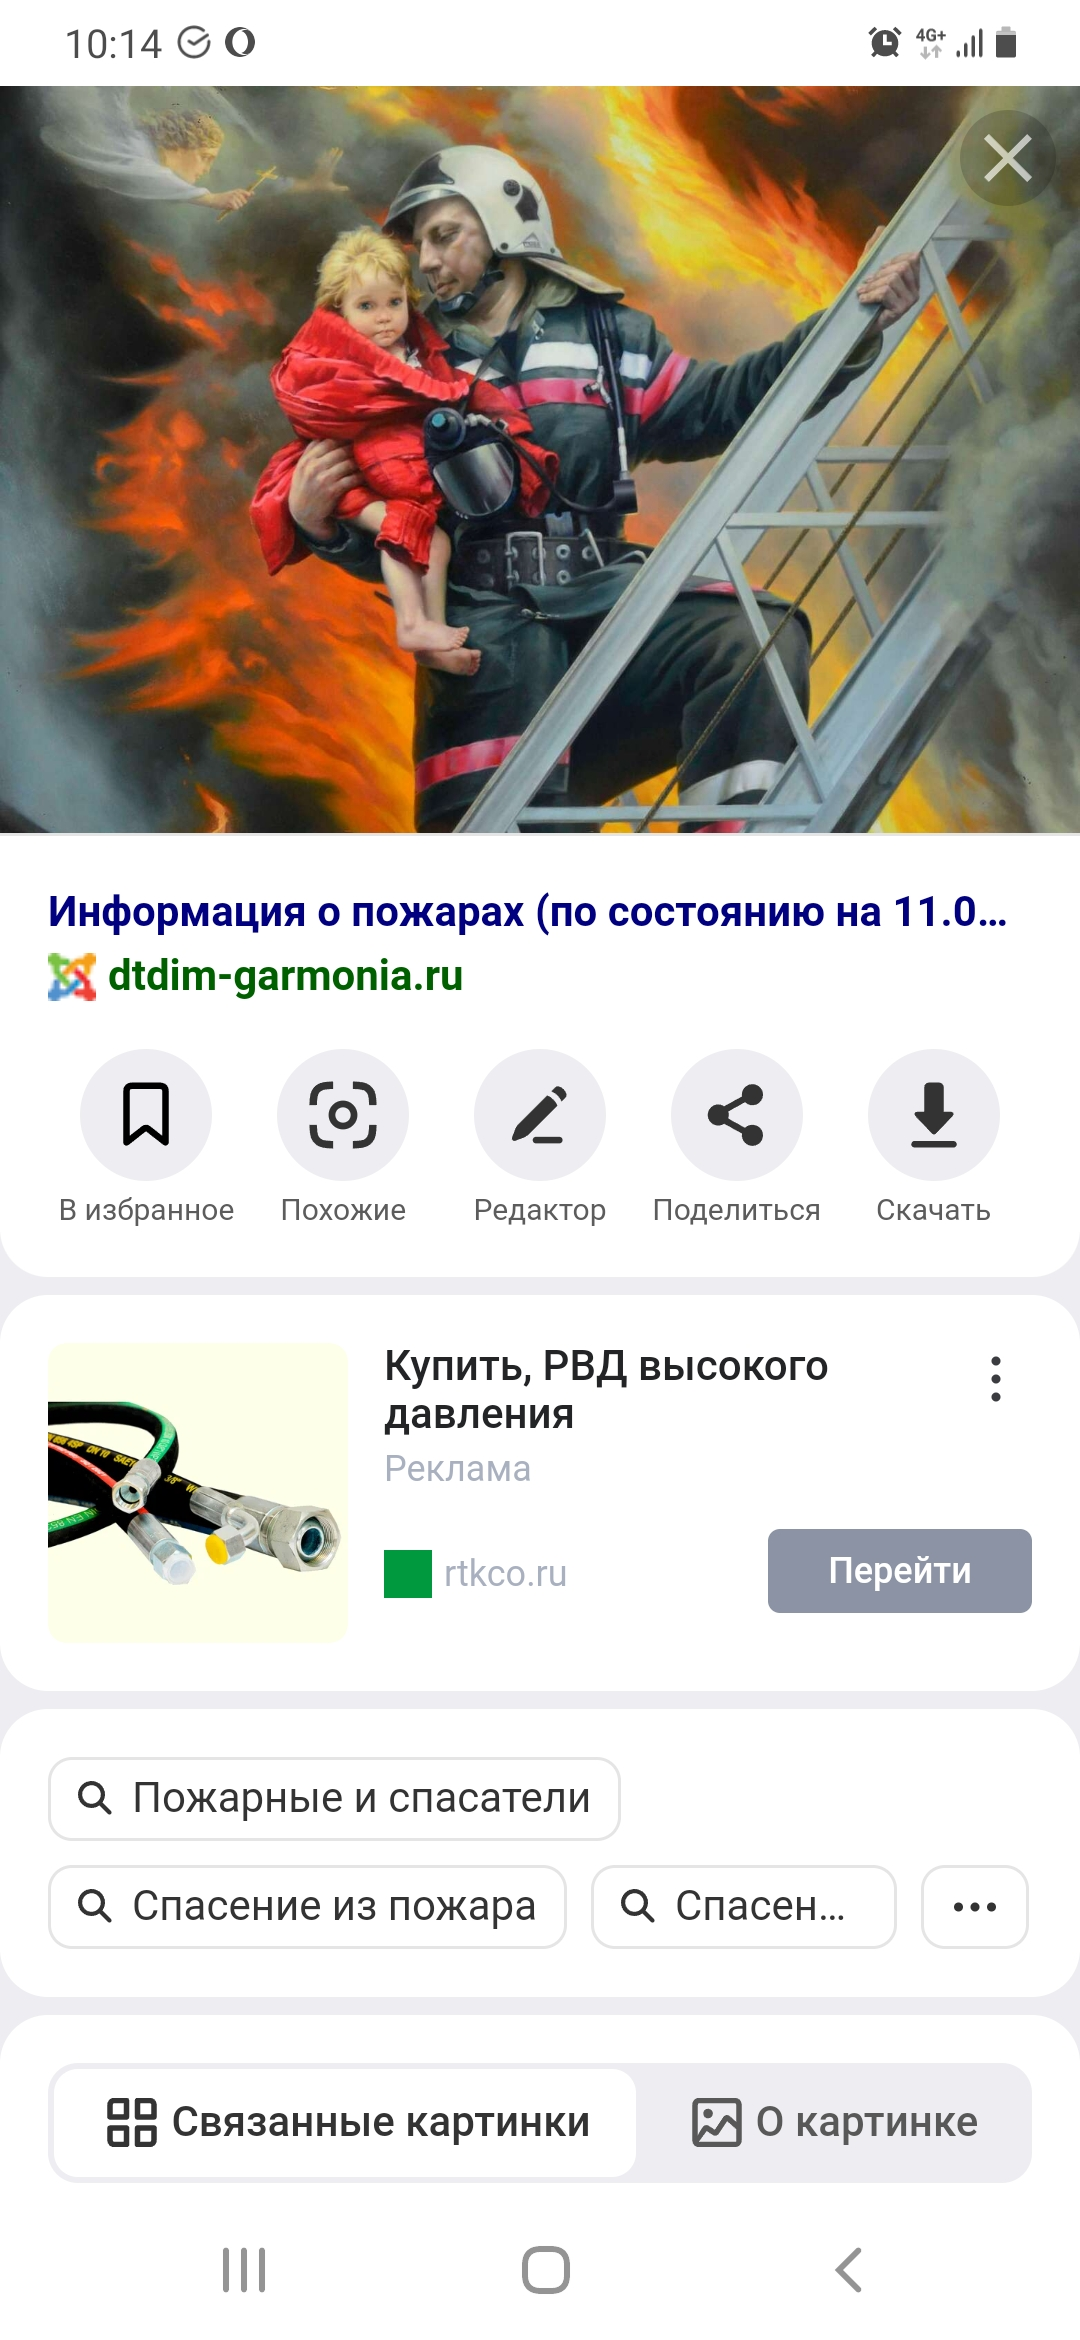 10:14
4G+
Информация о пожарах (по состоянию на 11.0...
dtdim-garmonia.ru
В избранное
Похожие
Редактор
Поделиться
Скачать
Купить, РВД высокого
давления
Реклама
rtkco.ru
Перейти
Пожарные и спасатели
Спасение из пожара
Спасен...
Связанные картинки
О картинке